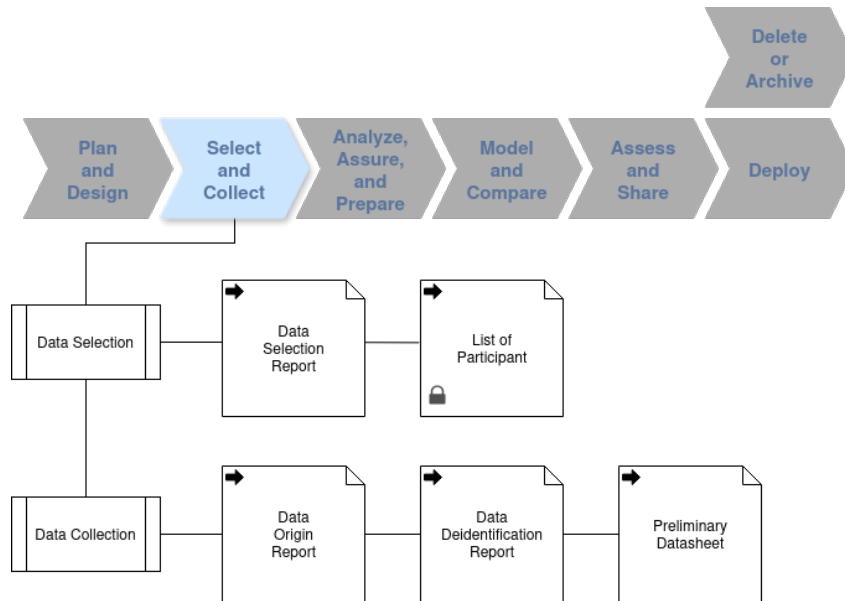 Delete
or
Archive
Plan
and
Design
Select
and
Collect
Analyze,
Assure,
and
Prepare
Model
and
Compare
Assess
and
Share
Deploy
Data Selection
Data
Selection
Report
List of
Participant
Data Collection
Data
Origin
Report
Data
Deidentification
Report
Preliminary
Datasheet